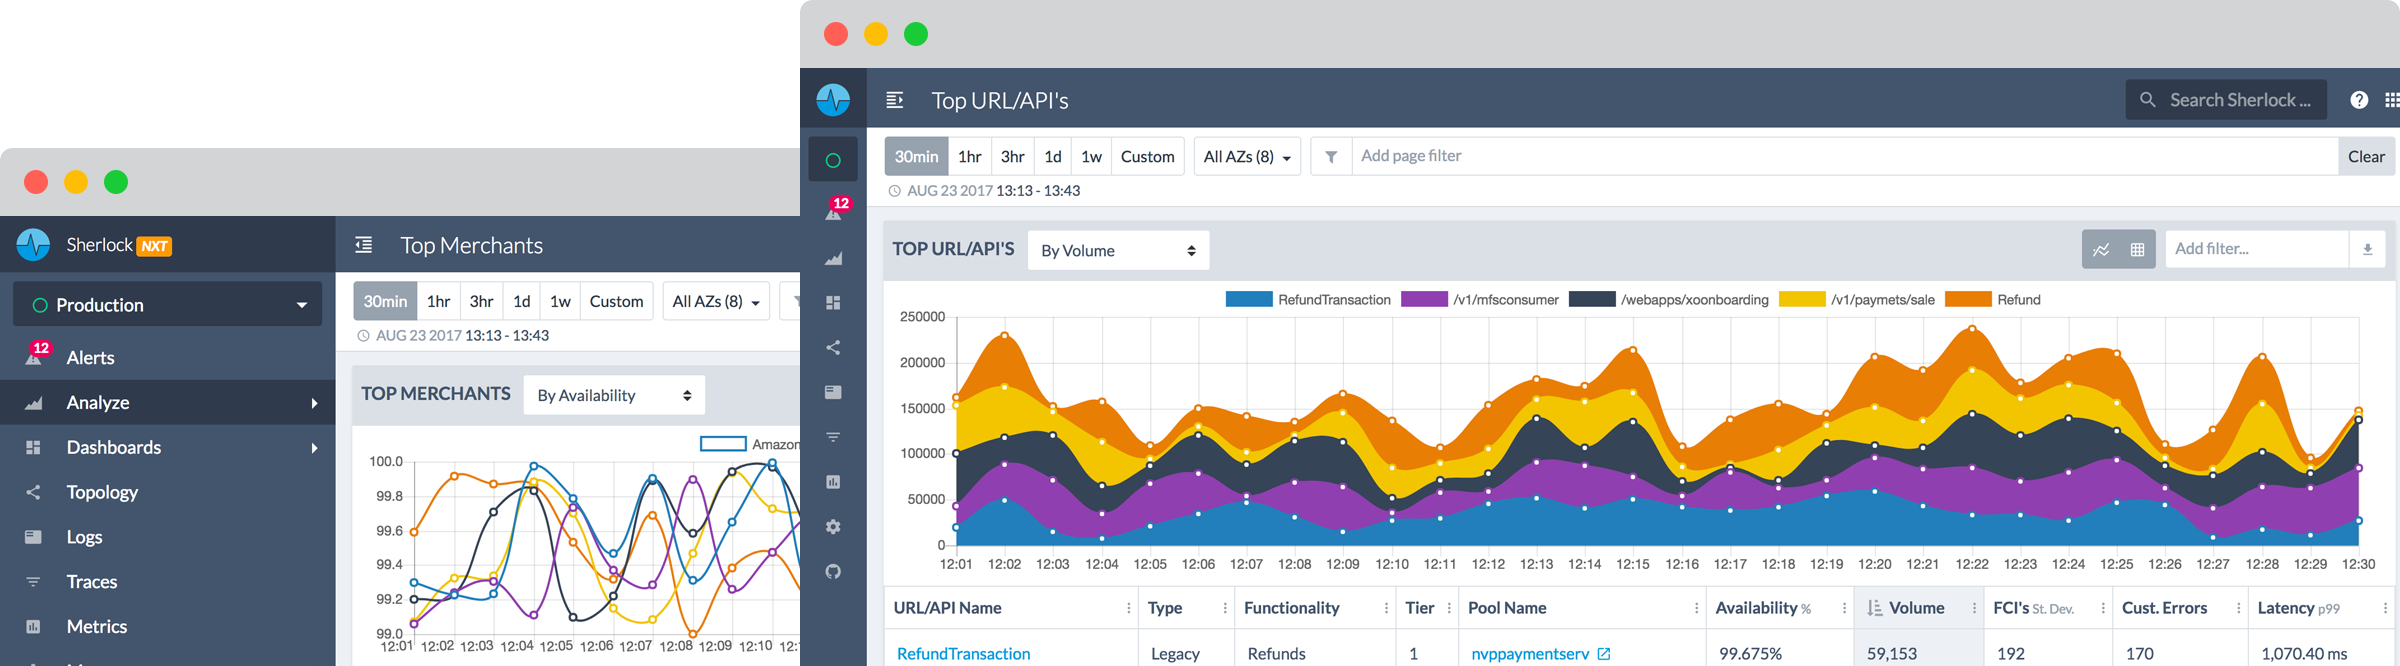 Sherlock NXT
Production
12
Alerts
Analyze
Dashboards
Topology
Logs
Traces
Metrics
Top Merchants
30min 1hr 3hr 1d 1w Custom All AZs (8)
AUG 23 2017 13:13 - 13:43
TOP MERCHANTS By Availability
Amazon
100.0
99.8
99.6
99.4
99.2
99.0
12:01 12:02 12:03 12:04 12:05 12:06 12:07 12:08 12:09 12:10
Top URL/API's
Search Sherlock ...
12
30min 1hr 3hr 1d 1w Custom All AZs (8) Add page filter Clear
AUG 23 2017 13:13 - 13:43
TOP URL/API'S By Volume Add filter...
RefundTransaction /v1/mfsconsumer /webapps/xoonboarding /v1/paymets/sale Refund
250000
200000
150000
100000
50000
0
12:01 12:02 12:03 12:04 12:05 12:06 12:07 12:08 12:09 12:10 12:11 12:12 12:13 12:14 12:15 12:16 12:17 12:18 12:19 12:20 12:21 12:22 12:23 12:24 12:25 12:26 12:27 12:28 12:29 12:30
URL/API Name Type Functionality Tier Pool Name Availability % Volume FCI's St. Dev. Cust. Errors Latency p99
RefundTransaction Legacy Refunds 1 nvppaymentserv 99.675% 59,153 192 170 1,070.40 ms